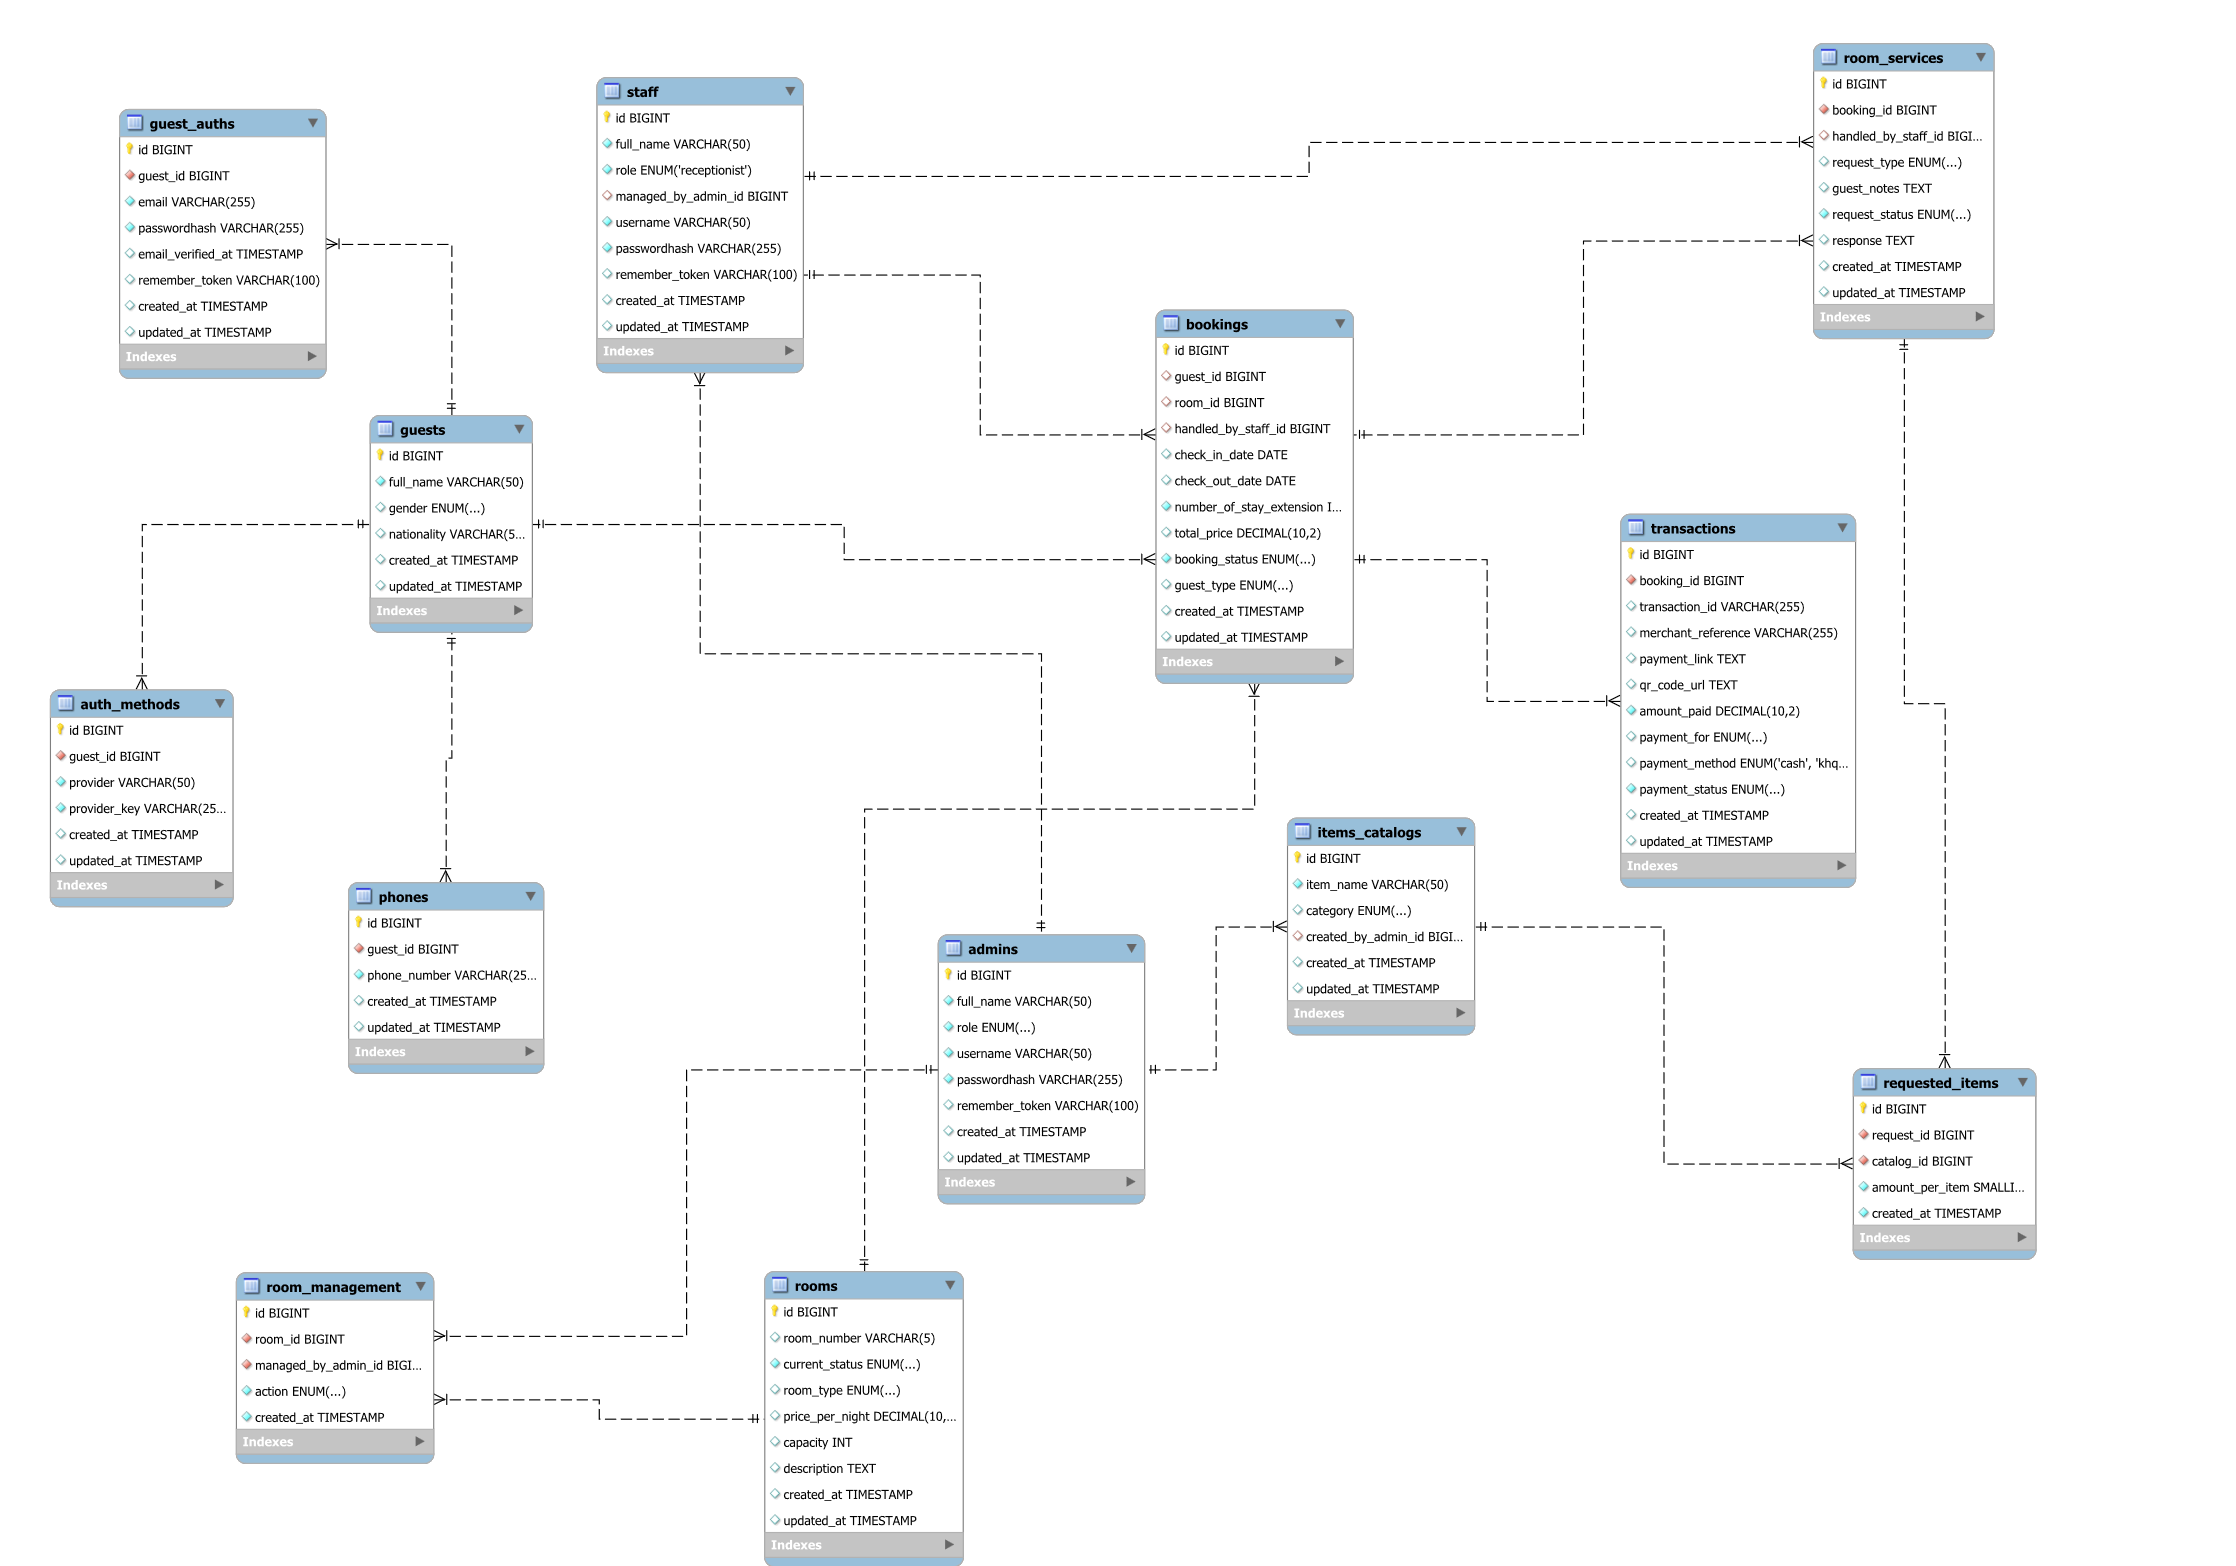 guest_auths
id BIGINT
guest_id BIGINT
email VARCHAR(255)
passwordhash VARCHAR(255)
email_verified_at TIMESTAMP
remember_token VARCHAR(100)
created_at TIMESTAMP
updated_at TIMESTAMP
Indexes
staff
id BIGINT
full_name VARCHAR(50)
role ENUM('receptionist')
managed_by_admin_id BIGINT
username VARCHAR(50)
passwordhash VARCHAR(255)
remember_token VARCHAR(100)
created_at TIMESTAMP
updated_at TIMESTAMP
Indexes
room_services
id BIGINT
booking_id BIGINT
handled_by_staff_id BIGI...
request_type ENUM(...)
guest_notes TEXT
request_status ENUM(...)
response TEXT
created_at TIMESTAMP
updated_at TIMESTAMP
Indexes
guests
id BIGINT
full_name VARCHAR(50)
gender ENUM(...)
nationality VARCHAR(5...
created_at TIMESTAMP
updated_at TIMESTAMP
Indexes
bookings
id BIGINT
guest_id BIGINT
room_id BIGINT
handled_by_staff_id BIGINT
check_in_date DATE
check_out_date DATE
number_of_stay_extension I...
total_price DECIMAL(10,2)
booking_status ENUM(...)
guest_type ENUM(...)
created_at TIMESTAMP
updated_at TIMESTAMP
Indexes
transactions
id BIGINT
booking_id BIGINT
transaction_id VARCHAR(255)
merchant_reference VARCHAR(255)
payment_link TEXT
qr_code_url TEXT
amount_paid DECIMAL(10,2)
payment_for ENUM(...)
payment_method ENUM('cash', 'khq...
payment_status ENUM(...)
created_at TIMESTAMP
updated_at TIMESTAMP
Indexes
auth_methods
id BIGINT
guest_id BIGINT
provider VARCHAR(50)
provider_key VARCHAR(25...
created_at TIMESTAMP
updated_at TIMESTAMP
Indexes
phones
id BIGINT
guest_id BIGINT
phone_number VARCHAR(25...
created_at TIMESTAMP
updated_at TIMESTAMP
Indexes
admins
id BIGINT
full_name VARCHAR(50)
role ENUM(...)
username VARCHAR(50)
passwordhash VARCHAR(255)
remember_token VARCHAR(100)
created_at TIMESTAMP
updated_at TIMESTAMP
Indexes
items_catalogs
id BIGINT
item_name VARCHAR(50)
category ENUM(...)
created_by_admin_id BIGI...
created_at TIMESTAMP
updated_at TIMESTAMP
Indexes
requested_items
id BIGINT
request_id BIGINT
catalog_id BIGINT
amount_per_item SMALLI...
created_at TIMESTAMP
Indexes
room_management
id BIGINT
room_id BIGINT
managed_by_admin_id BIGI...
action ENUM(...)
created_at TIMESTAMP
Indexes
rooms
id BIGINT
room_number VARCHAR(5)
current_status ENUM(...)
room_type ENUM(...)
price_per_night DECIMAL(10,...
capacity INT
description TEXT
created_at TIMESTAMP
updated_at TIMESTAMP
Indexes